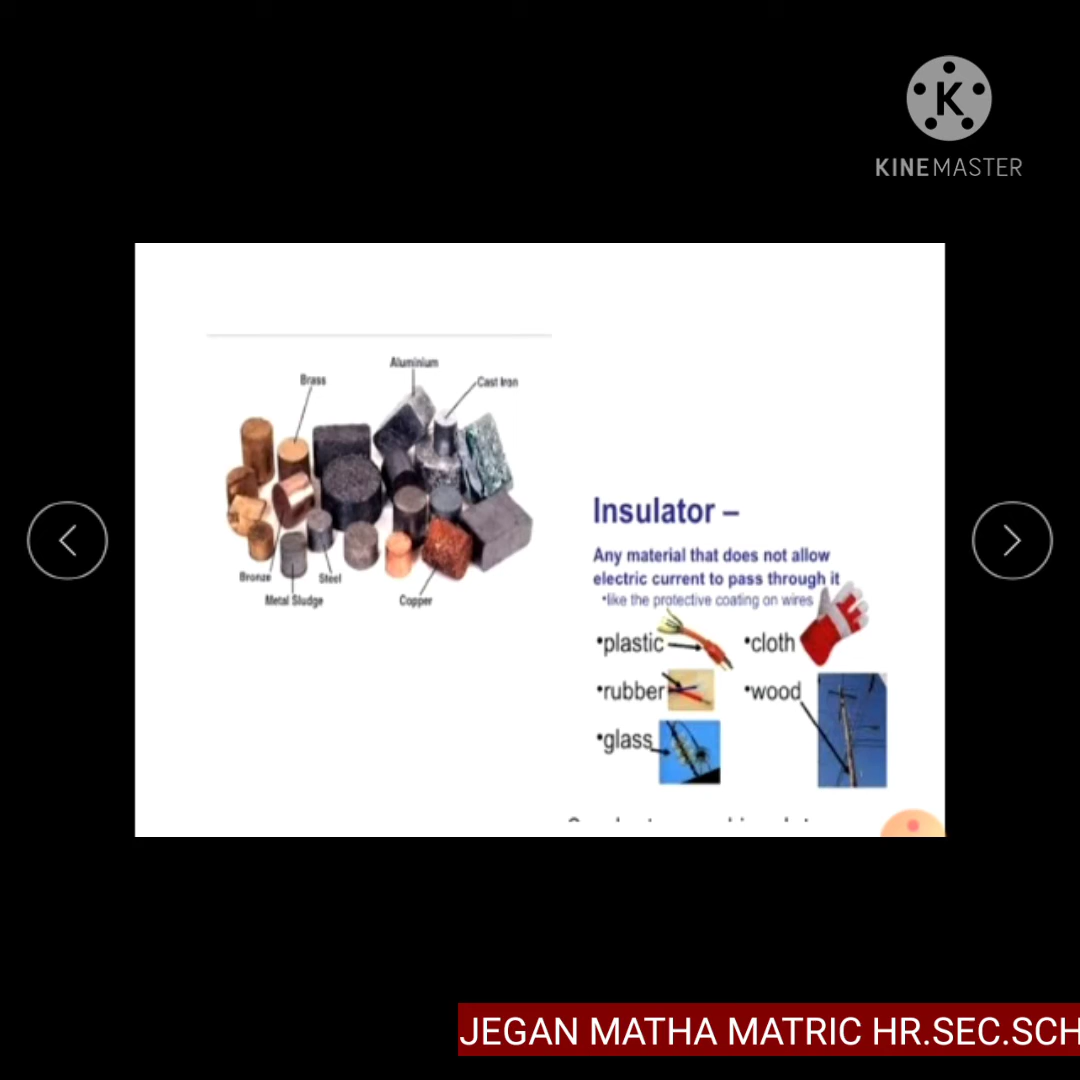 KINEMASTER
Aluminium
Brass
Cast Iron
Bronze
Steel
Metal Sludge
Copper
Insulator –
Any material that does not allow
electric current to pass through it
•like the protective coating on wires
•plastic
•cloth
•rubber
•wood
•glass
JEGAN MATHA MATRIC HR.SEC.SCH